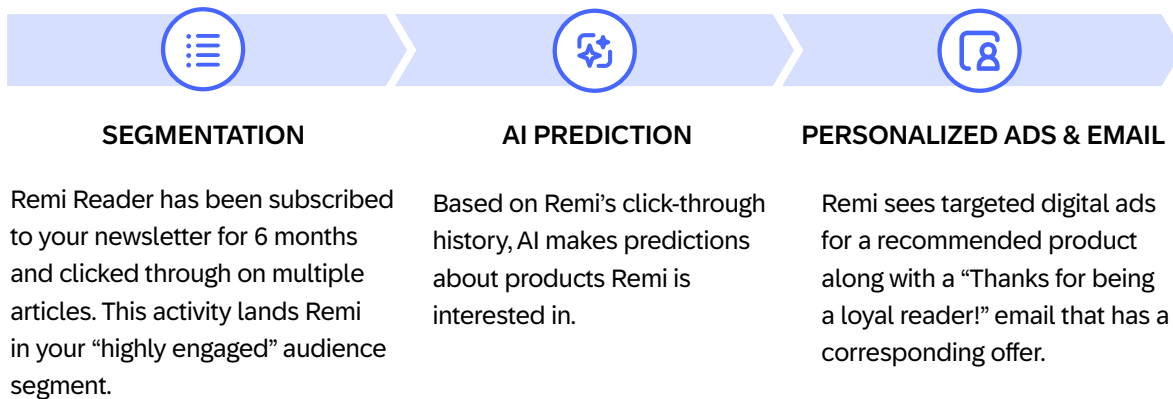 SEGMENTATION
Remi Reader has been subscribed
to your newsletter for 6 months
and clicked through on multiple
articles. This activity lands Remi
in your “highly engaged” audience
segment.
AI PREDICTION
Based on Remi’s click-through
history, AI makes predictions
about products Remi is
interested in.
PERSONALIZED ADS & EMAIL
Remi sees targeted digital ads
for a recommended product
along with a “Thanks for being
a loyal reader!” email that has a
corresponding offer.